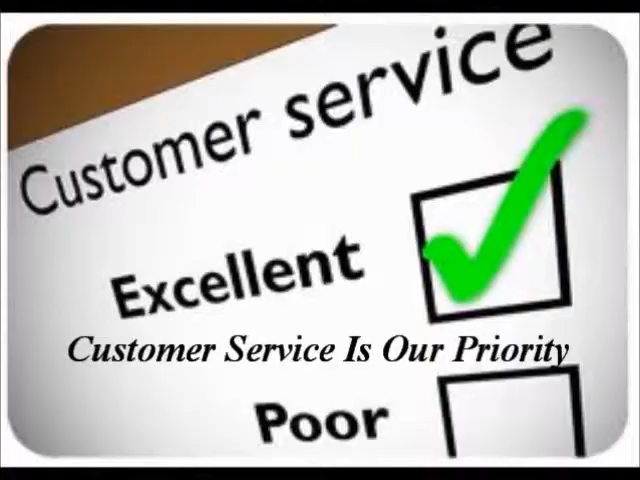 Customer service
Excellent
Customer Service Is Our Priority
Poor